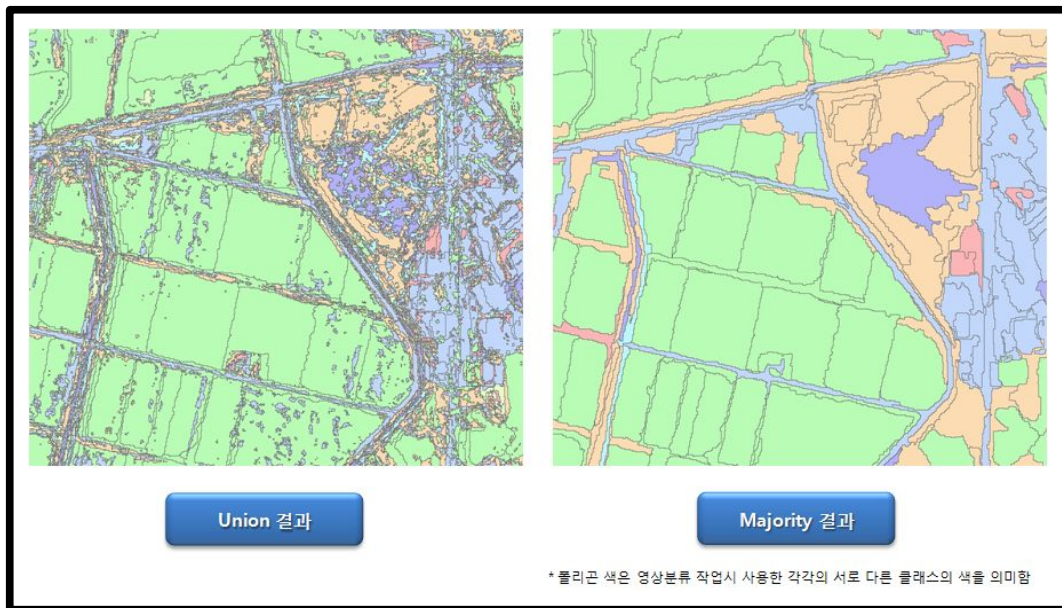 Union 결과
Majority 결과
* 폴리곤 색은 영상분류 작업시 사용한 각각의 서로 다른 클래스의 색을 의미함